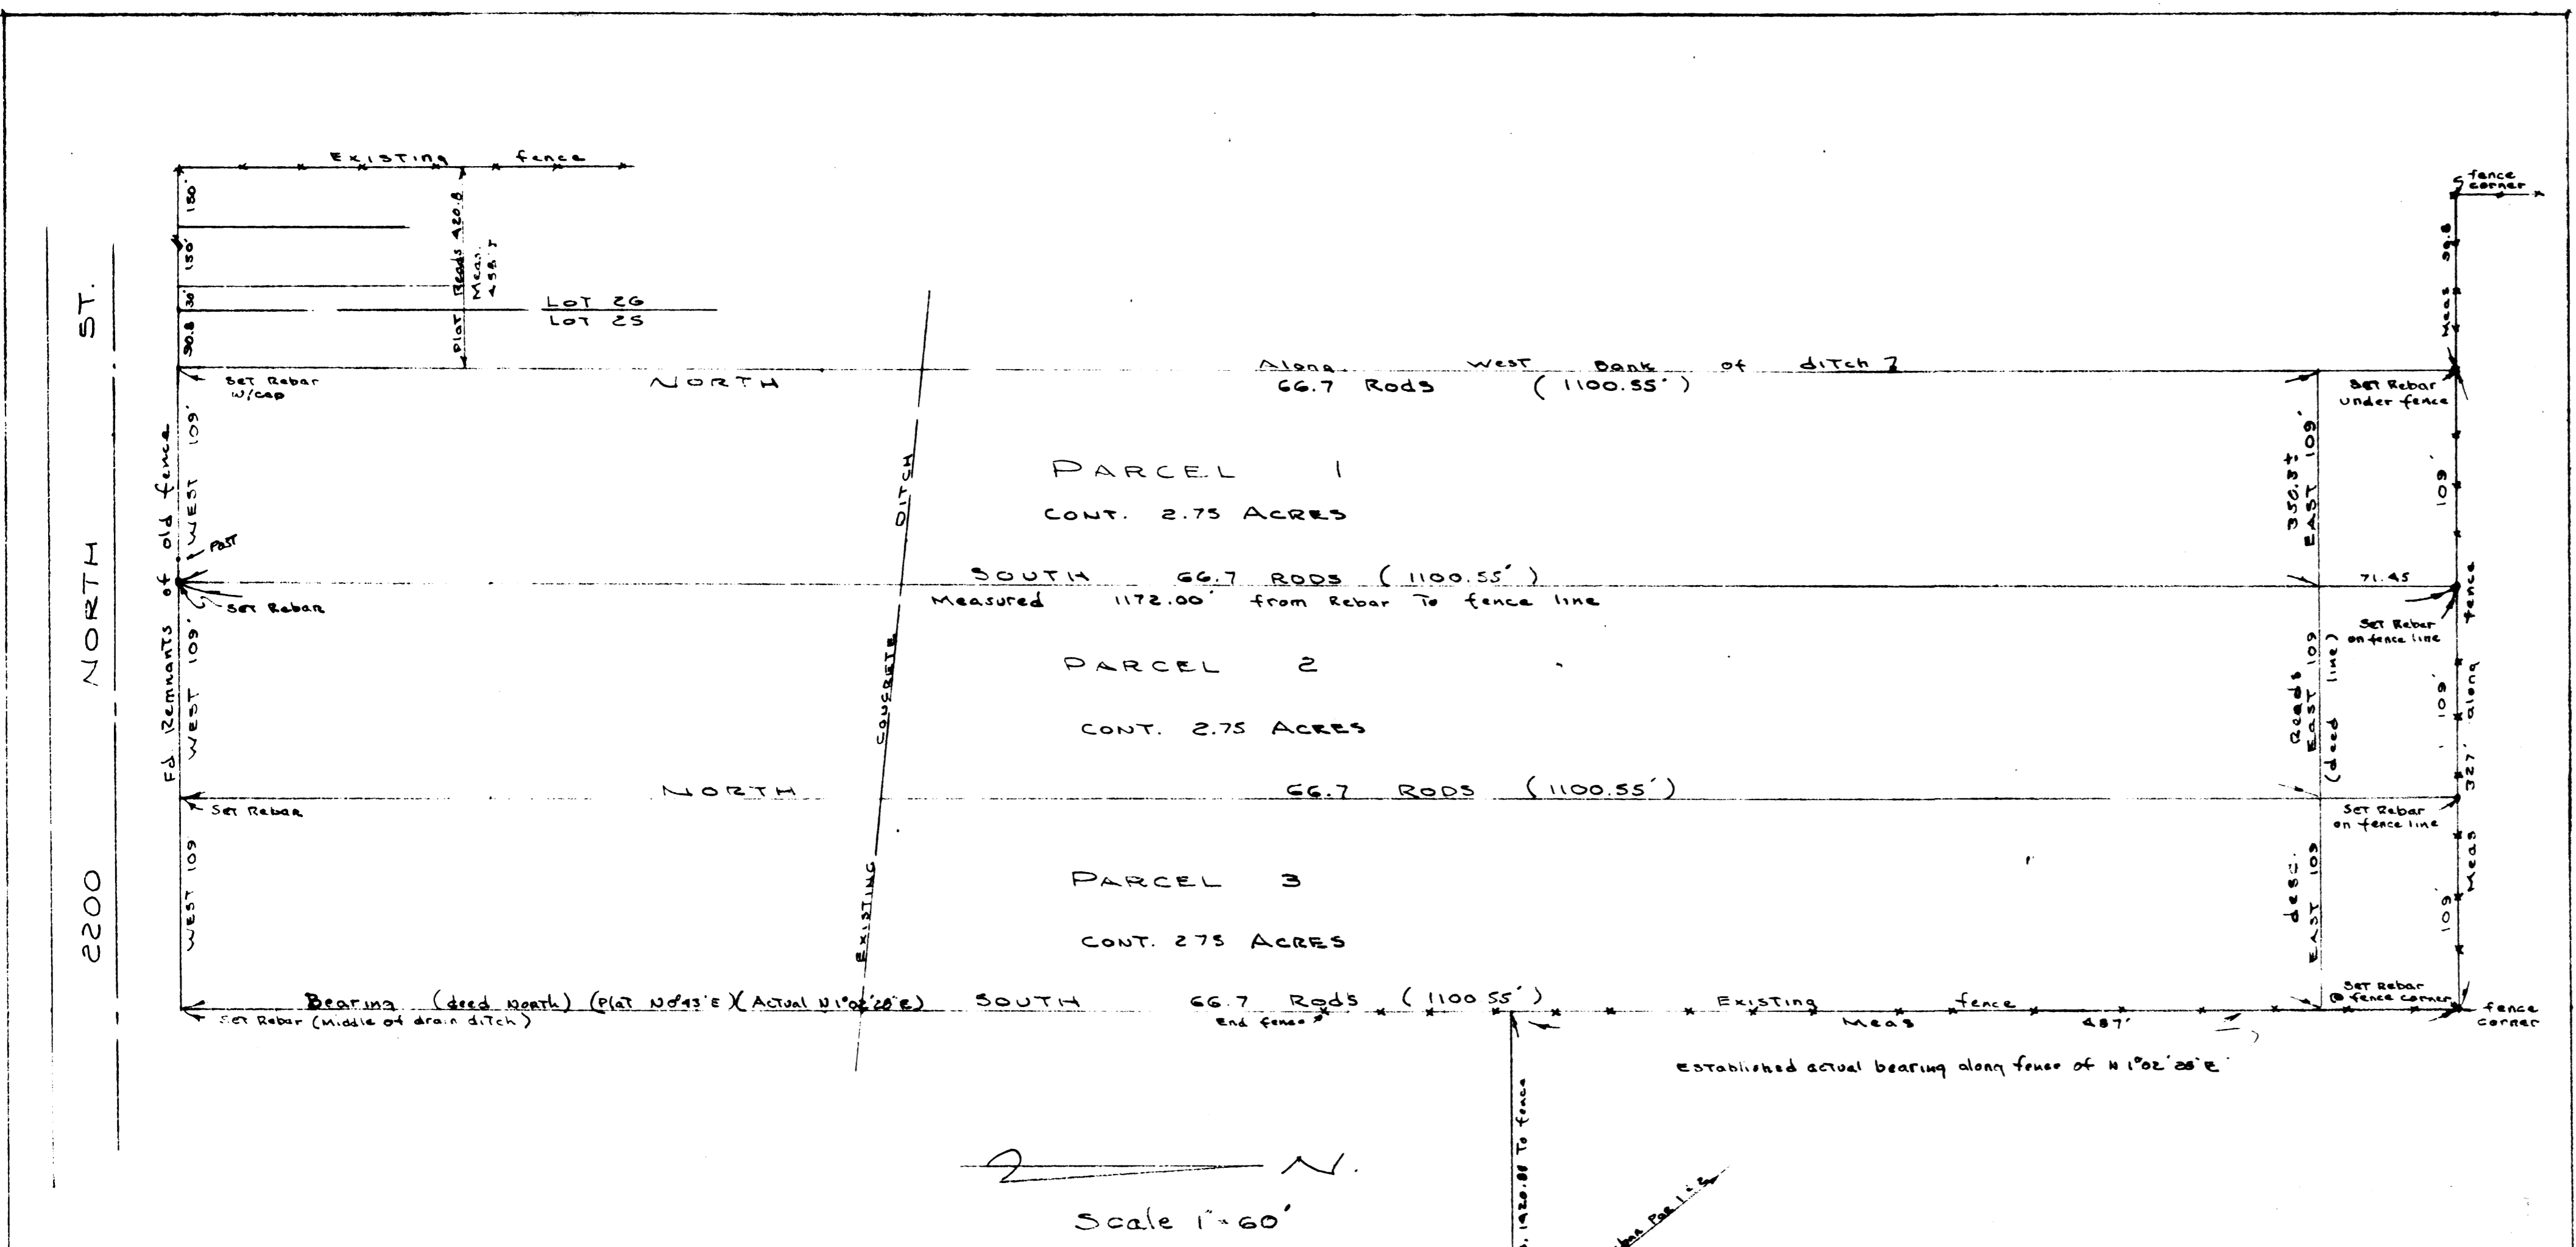 Existing fence
150'
150'
30'
90.8
Plat Reads 420.8
Meas.
LOT 26
LOT 25
fence
corner
Meas 99.8
Along West Bank of ditch
NORTH 66.7 Rods (1100.55')
Set Rebar
w/cap
Set Rebar
under fence
2200 NORTH ST.
Fd Remnants of old fence
WEST 109'
Post
PARCEL 1
CONT. 2.75 ACRES
350.3±
EAST 109'
109
SOUTH 66.7 RODS (1100.55')
Measured 1172.00' from Rebar To fence line
Set Rebar
71.45
Set Rebar
on fence line
WEST 109'
PARCEL 2
CONT. 2.75 ACRES
Reads
EAST 109
(deed line)
109'
Meas 327' along fence
EXISTING CONCRETE DITCH
NORTH 66.7 RODS (1100.55')
Set Rebar
Set Rebar
on fence line
WEST 109
PARCEL 3
CONT. 275 ACRES
desc.
EAST 109
109'
Set Rebar
@ fence corner
Bearing (deed North) (Plat N0°43'E)(Actual N1°02'28"E) SOUTH 66.7 Rods (1100 55') Existing fence
Set Rebar (Middle of drain ditch)
End fence
Meas 487'
fence
corner
Established actual bearing along fence of N 1°02'28"E
To fence
N.
Scale 1"=60'